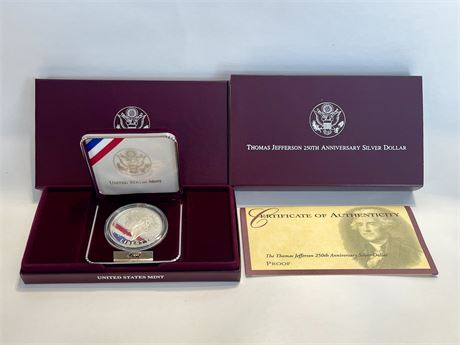 THOMAS JEFFERSON 250TH ANNIVERSARY SILVER DOLLAR
UNITED STATES MINT
CERTIFICATE OF AUTHENTICITY
The Thomas Jefferson 250th Anniversary Silver Dollar
PROOF
UNITED STATES MINT